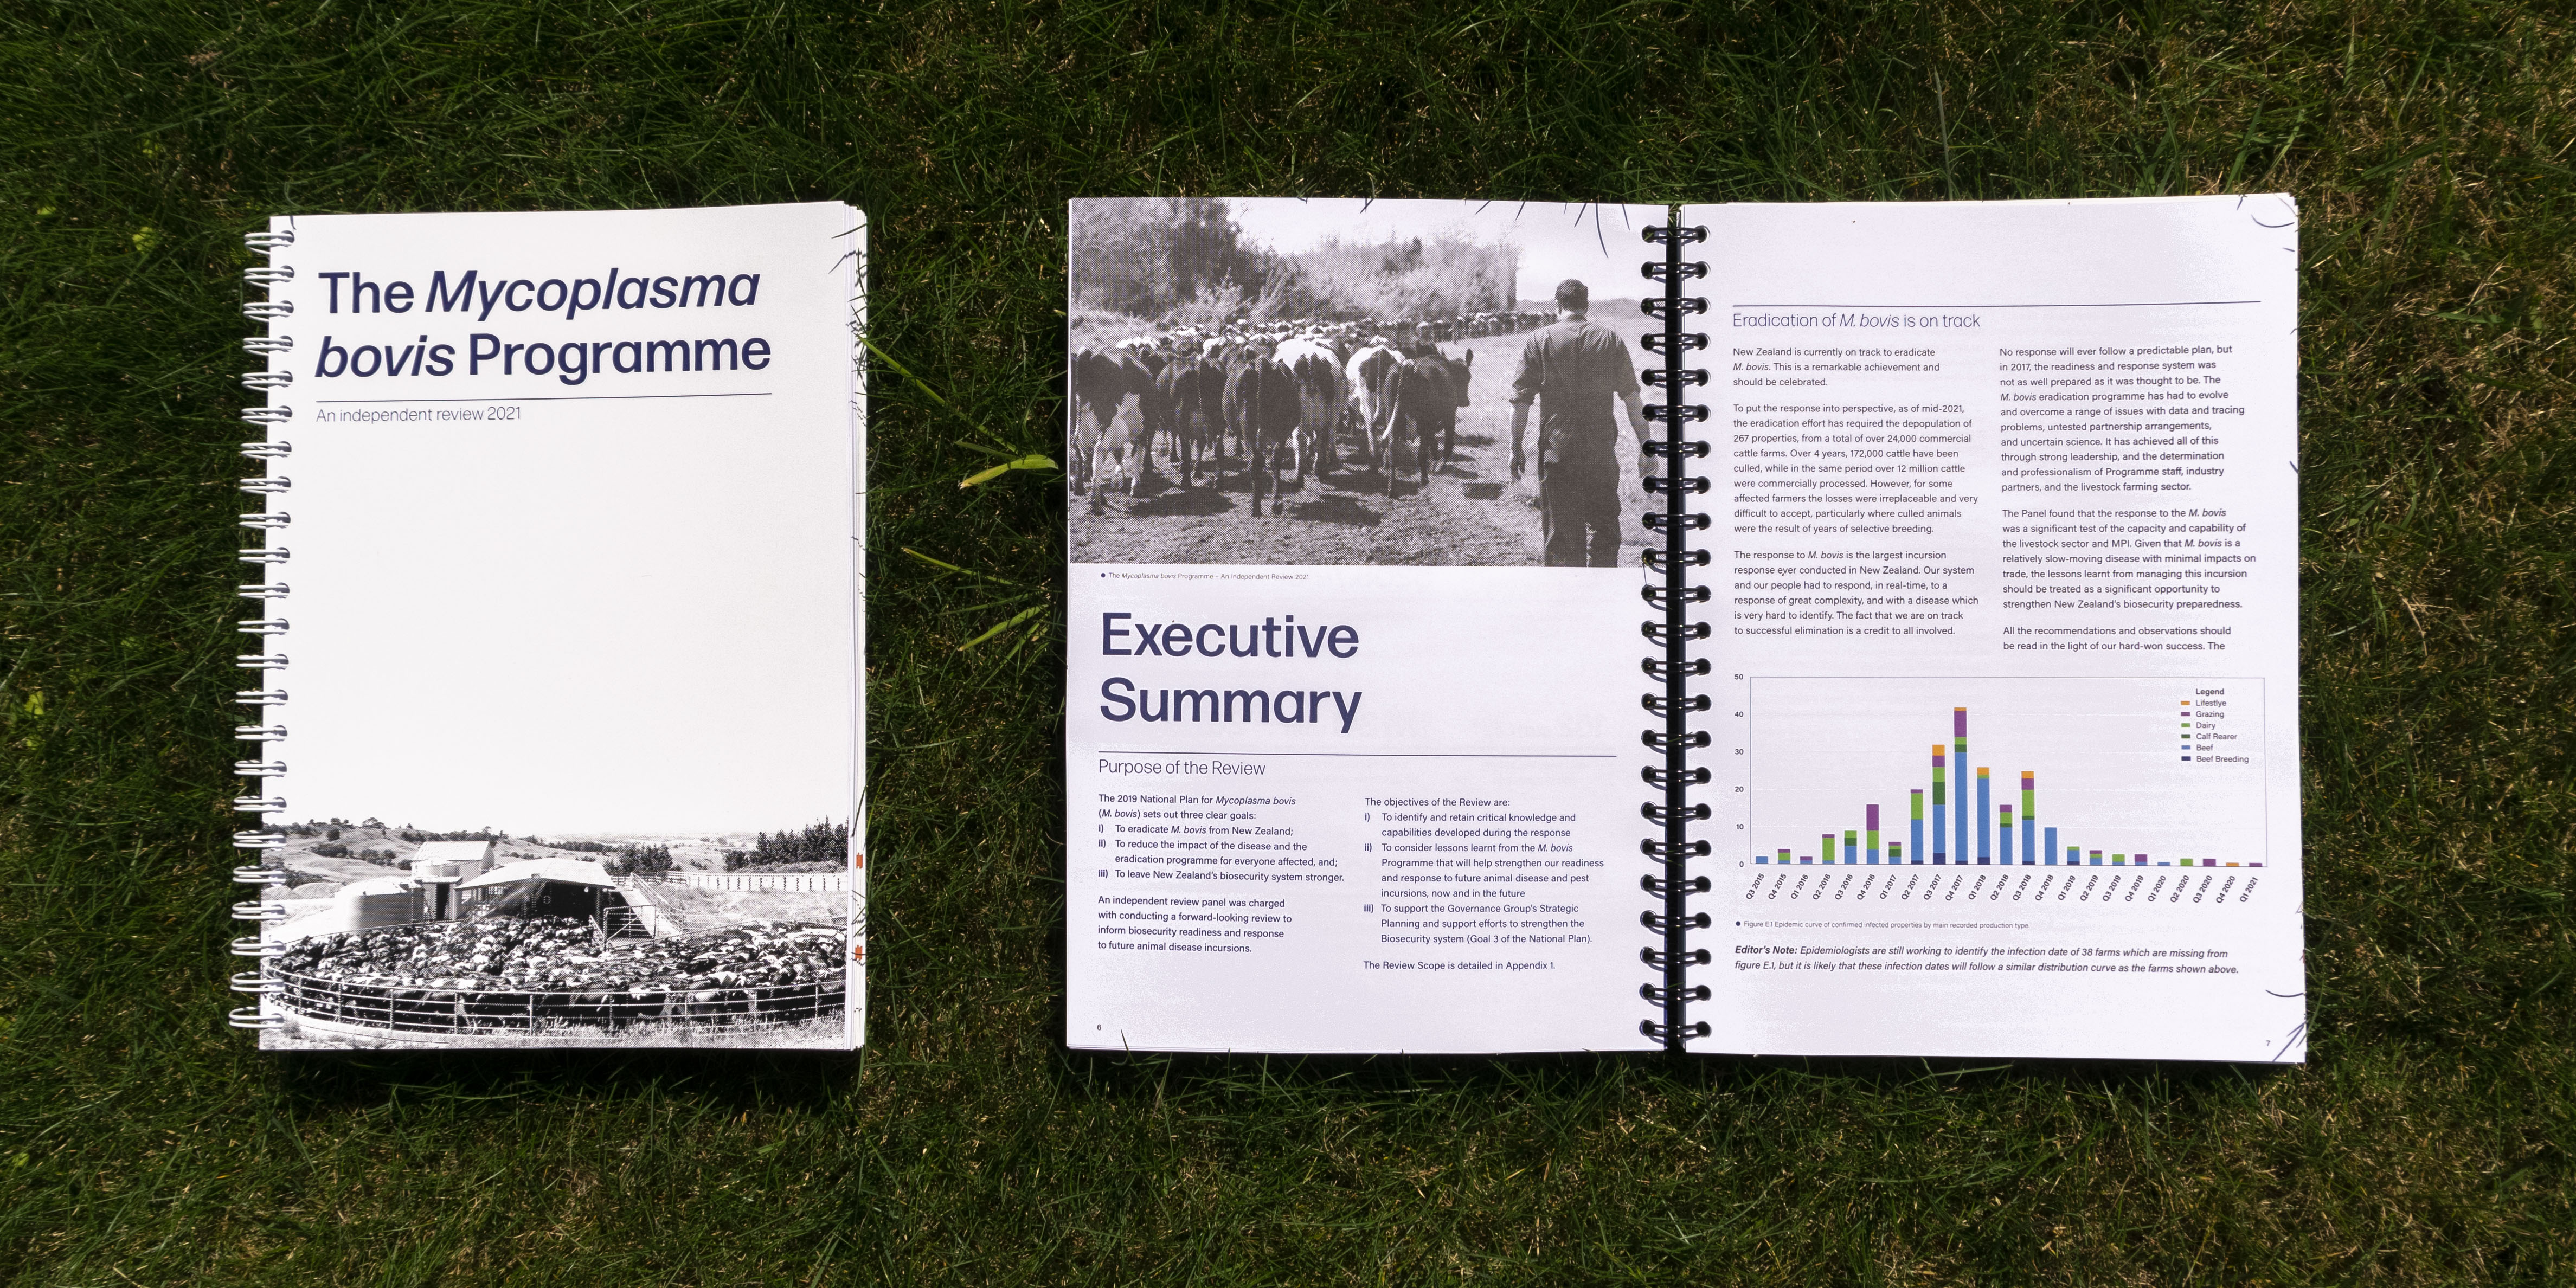 The Mycoplasma
bovis Programme
An independent review 2021
The Mycoplasma bovis Programme – An Independent Review 2021
Executive
Summary
Purpose of the Review
The 2019 National Plan for Mycoplasma bovis
(M. bovis) sets out three clear goals:
i) To eradicate M. bovis from New Zealand;
ii) To reduce the impact of the disease and the
eradication programme for everyone affected, and;
iii) To leave New Zealand's biosecurity system stronger.
An independent review panel was charged
with conducting a forward-looking review to
inform biosecurity readiness and response
to future animal disease incursions.
The objectives of the Review are:
i) To identify and retain critical knowledge and
capabilities developed during the response
ii) To consider lessons learnt from the M. bovis
Programme that will help strengthen our readiness
and response to future animal disease and pest
incursions, now and in the future
iii) To support the Governance Group's Strategic
Planning and support efforts to strengthen the
Biosecurity system (Goal 3 of the National Plan).
The Review Scope is detailed in Appendix 1.
6
Eradication of M. bovis is on track
New Zealand is currently on track to eradicate
M. bovis. This is a remarkable achievement and
should be celebrated.
To put the response into perspective, as of mid-2021,
the eradication effort has required the depopulation of
267 properties, from a total of over 24,000 commercial
cattle farms. Over 4 years, 172,000 cattle have been
culled, while in the same period over 12 million cattle
were commercially processed. However, for some
affected farmers the losses were irreplaceable and very
difficult to accept, particularly where culled animals
were the result of years of selective breeding.
The response to M. bovis is the largest incursion
response ever conducted in New Zealand. Our system
and our people had to respond, in real-time, to a
response of great complexity, and with a disease which
is very hard to identify. The fact that we are on track
to successful elimination is a credit to all involved.
No response will ever follow a predictable plan, but
in 2017, the readiness and response system was
not as well prepared as it was thought to be. The
M. bovis eradication programme has had to evolve
and overcome a range of issues with data and tracing
problems, untested partnership arrangements,
and uncertain science. It has achieved all of this
through strong leadership, and the determination
and professionalism of Programme staff, industry
partners, and the livestock farming sector.
The Panel found that the response to the M. bovis
was a significant test of the capacity and capability of
the livestock sector and MPI. Given that M. bovis is a
relatively slow-moving disease with minimal impacts on
trade, the lessons learnt from managing this incursion
should be treated as a significant opportunity to
strengthen New Zealand's biosecurity preparedness.
All the recommendations and observations should
be read in the light of our hard-won success. The
50
40
30
20
10
0
Legend
Lifestlye
Grazing
Dairy
Calf Rearer
Beef
Beef Breeding
Q3 2015
Q4 2015
Q1 2016
Q2 2016
Q3 2016
Q4 2016
Q1 2017
Q2 2017
Q3 2017
Q4 2017
Q1 2018
Q2 2018
Q3 2018
Q4 2018
Q1 2019
Q2 2019
Q3 2019
Q4 2019
Q1 2020
Q2 2020
Q3 2020
Q4 2020
Q1 2021
Figure E.1 Epidemic curve of confirmed infected properties by main recorded production type.
Editor's Note: Epidemiologists are still working to identify the infection date of 38 farms which are missing from
figure E.1, but it is likely that these infection dates will follow a similar distribution curve as the farms shown above.
7